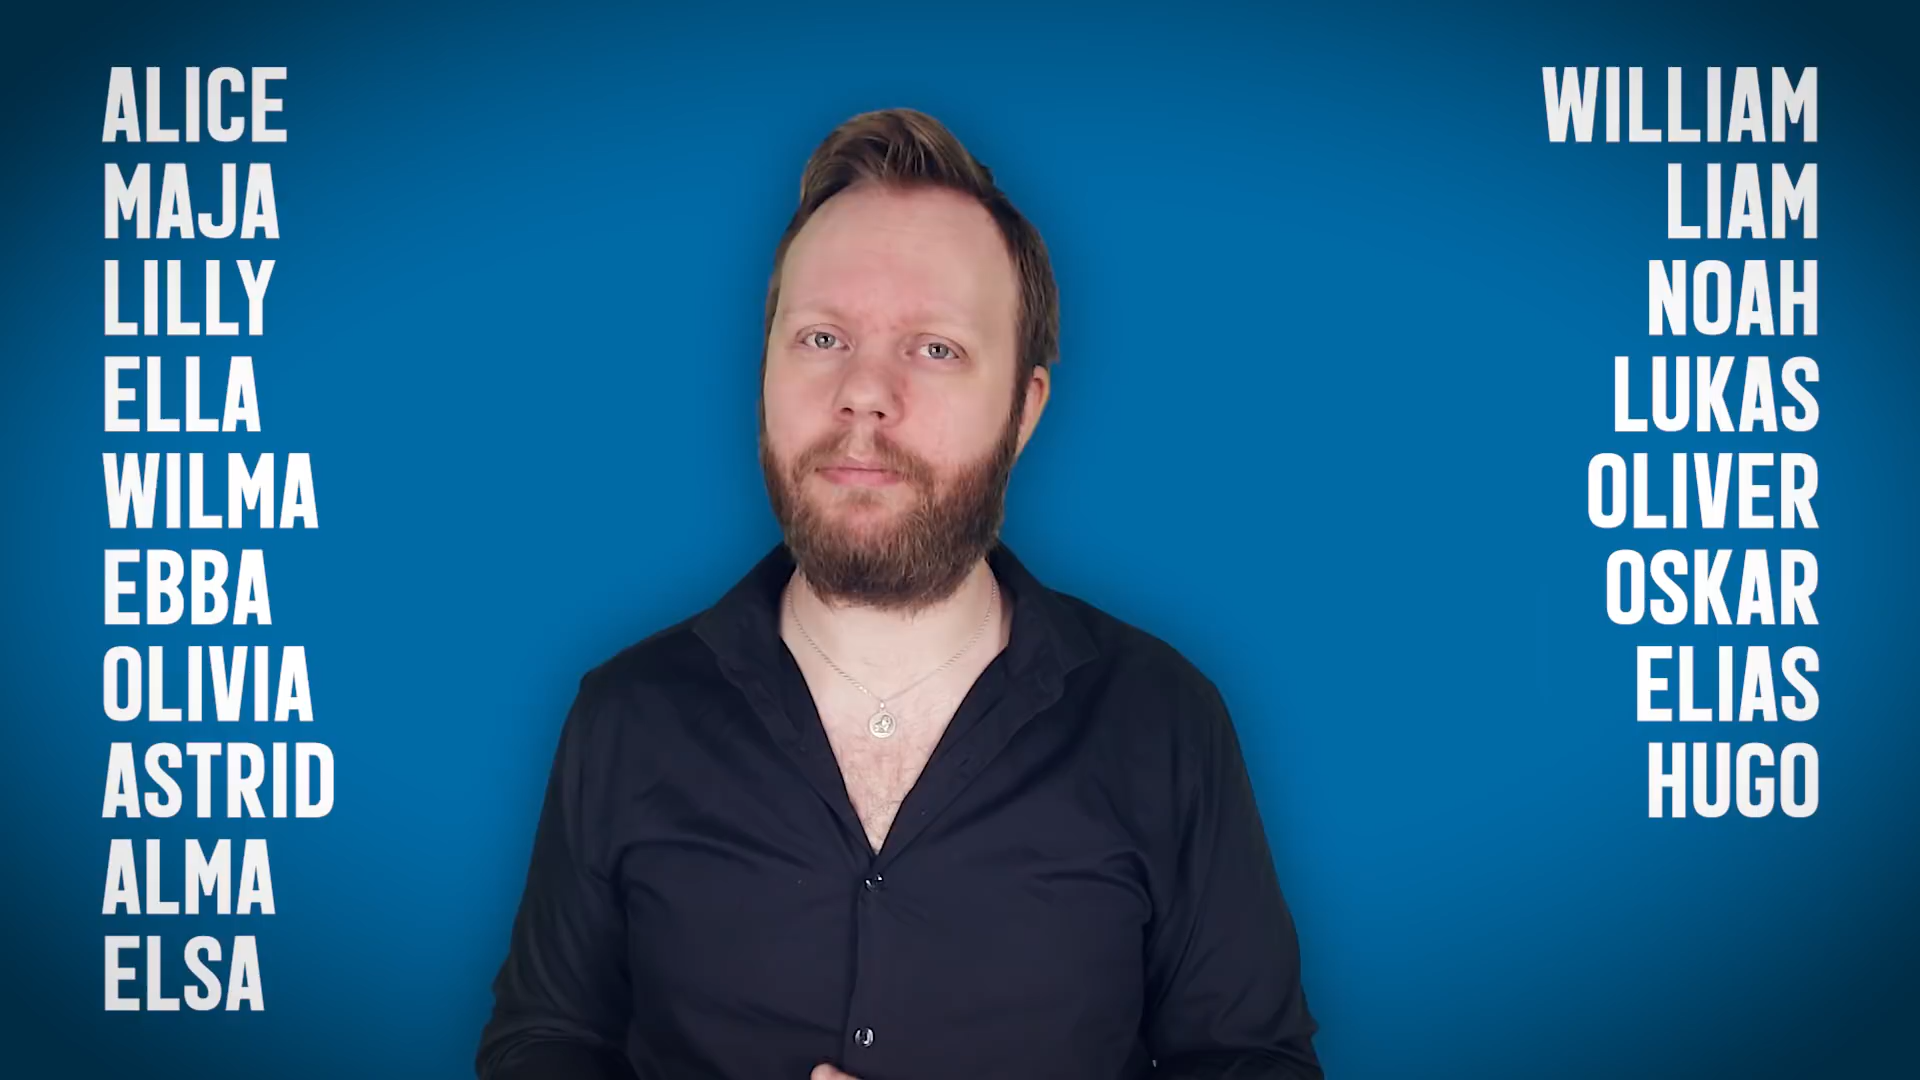 ALICE
MAJA
LILLY
ELLA
WILMA
EBBA
OLIVIA
ASTRID
ALMA
ELSA
WILLIAM
LIAM
NOAH
LUKAS
OLIVER
OSKAR
ELIAS
HUGO